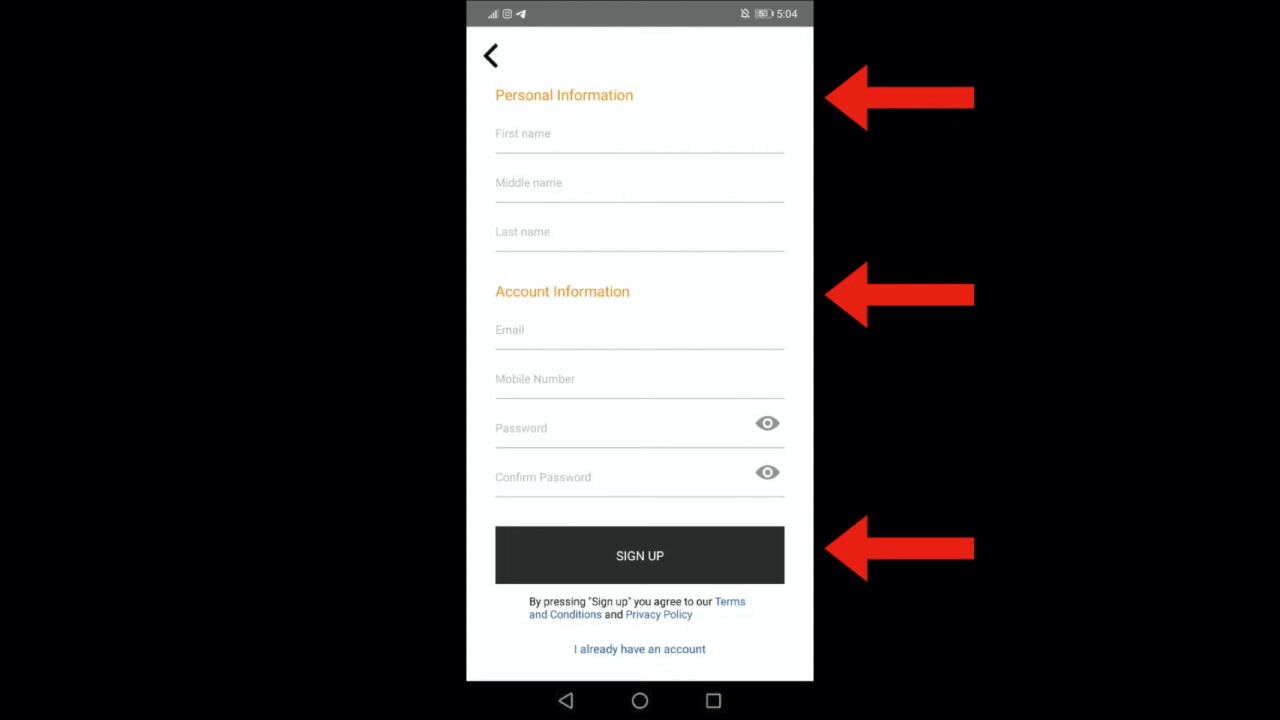 50 5:04
Personal Information
First name
Middle name
Last name
Account Information
Email
Mobile Number
Password
Confirm Password
SIGN UP
By pressing "Sign up" you agree to our Terms
and Conditions and Privacy Policy
I already have an account